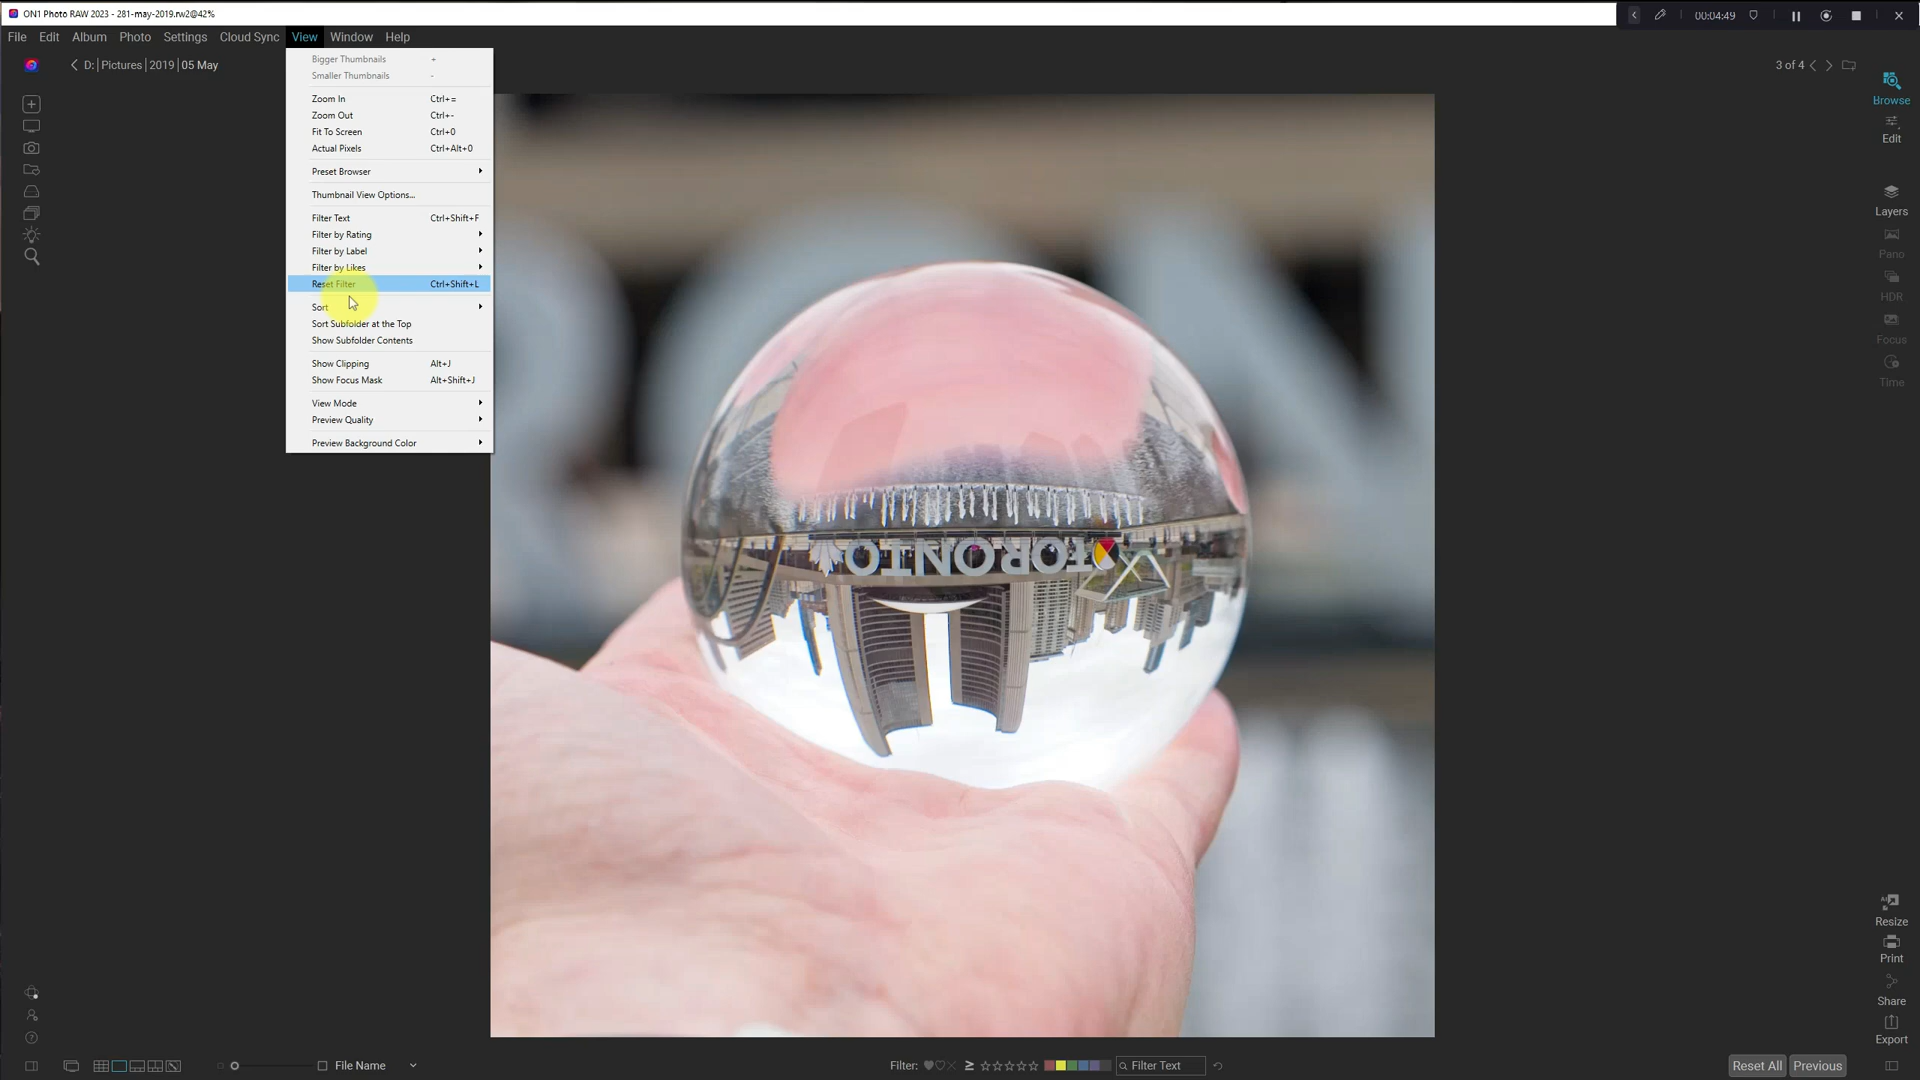 ON1 Photo RAW 2023 - 281-may-2019.rw2@42%
00:04:49
File Edit Album Photo Settings Cloud Sync View Window Help
D: Pictures 2019 05 May
3 of 4
Bigger Thumbnails +
Smaller Thumbnails -
Zoom In Ctrl+=
Zoom Out Ctrl+-
Fit To Screen Ctrl+0
Actual Pixels Ctrl+Alt+0
Preset Browser
Thumbnail View Options...
Filter Text Ctrl+Shift+F
Filter by Rating
Filter by Label
Filter by Likes
Reset Filter Ctrl+Shift+L
Sort
Sort Subfolder at the Top
Show Subfolder Contents
Show Clipping Alt+J
Show Focus Mask Alt+Shift+J
View Mode
Preview Quality
Preview Background Color
TORONTO
Browse
Edit
Layers
Pano
HDR
Focus
Time
Resize
Print
Share
Export
File Name
Filter: ≥ Filter Text
Reset All Previous